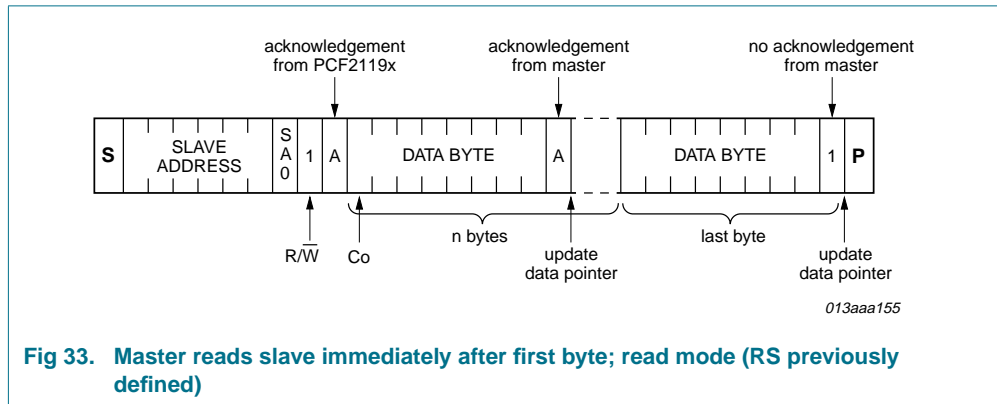 acknowledgement
from PCF2119x
acknowledgement
from master
no acknowledgement
from master
S
SLAVE
ADDRESS
S
A
0
1
A
DATA BYTE
A
DATA BYTE
1
P
R/W̅
Co
n bytes
update
data pointer
last byte
update
data pointer
013aaa155
Fig 33. Master reads slave immediately after first byte; read mode (RS previously
defined)